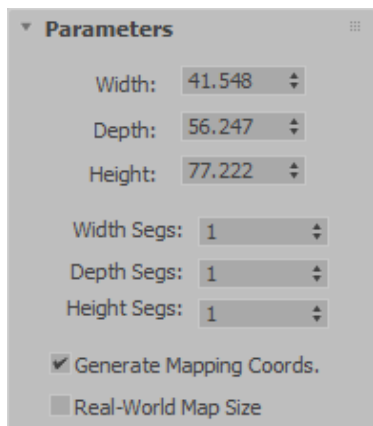 Parameters
Width: 41.548
Depth: 56.247
Height: 77.222
Width Segs: 1
Depth Segs: 1
Height Segs: 1
Generate Mapping Coords.
Real-World Map Size